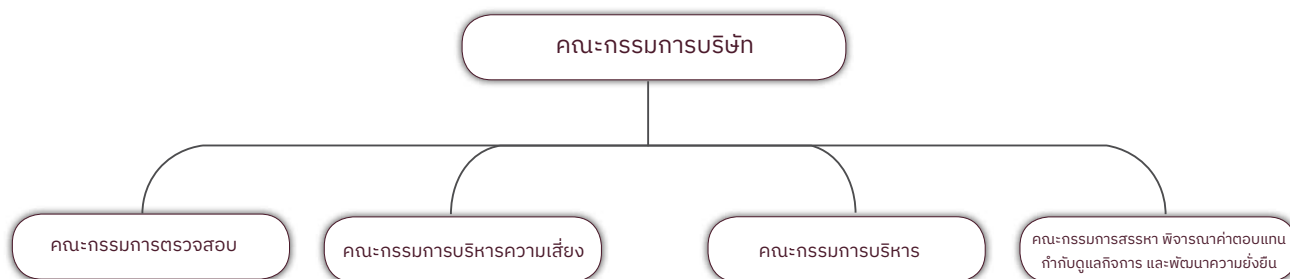 คณะกรรมการบริษัท
คณะกรรมการตรวจสอบ
คณะกรรมการบริหารความเสี่ยง
คณะกรรมการบริหาร
คณะกรรมการสรรหา พิจารณาค่าตอบแทน
กำกับดูแลกิจการ และพัฒนาความยั่งยืน